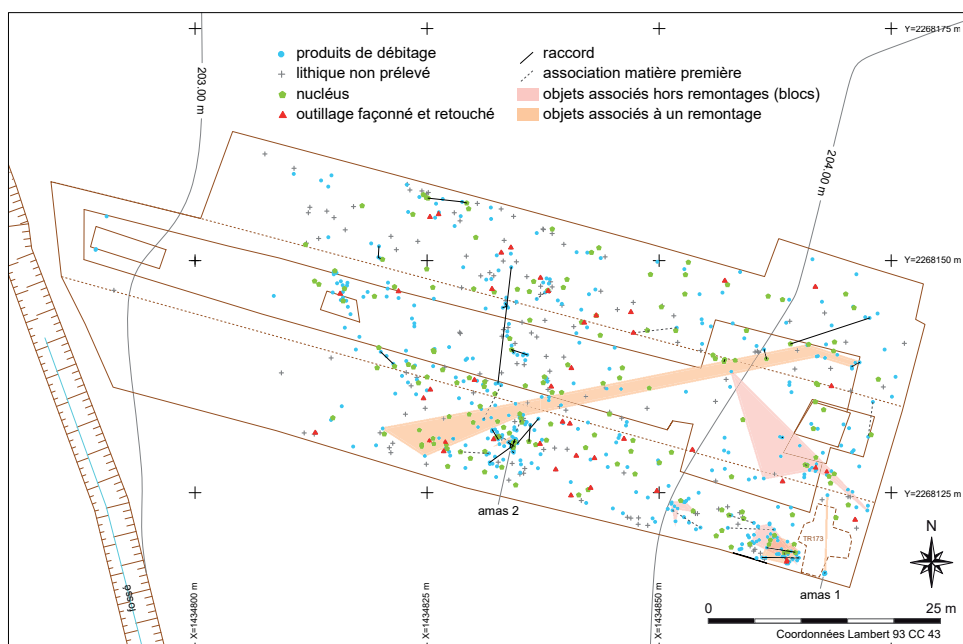 Y=2268175 m
produits de débitage
raccord
lithique non prélevé
association matière première
nucléus
objets associés hors remontages (blocs)
outillage façonné et retouché
objets associés à un remontage
203.00 m
204.00 m
Y=2268150 m
Y=2268125 m
amas 2
TR173
fossé
X=1434800 m
X=1434825 m
X=1434850 m
amas 1
N
0
25 m
Coordonnées Lambert 93 CC 43